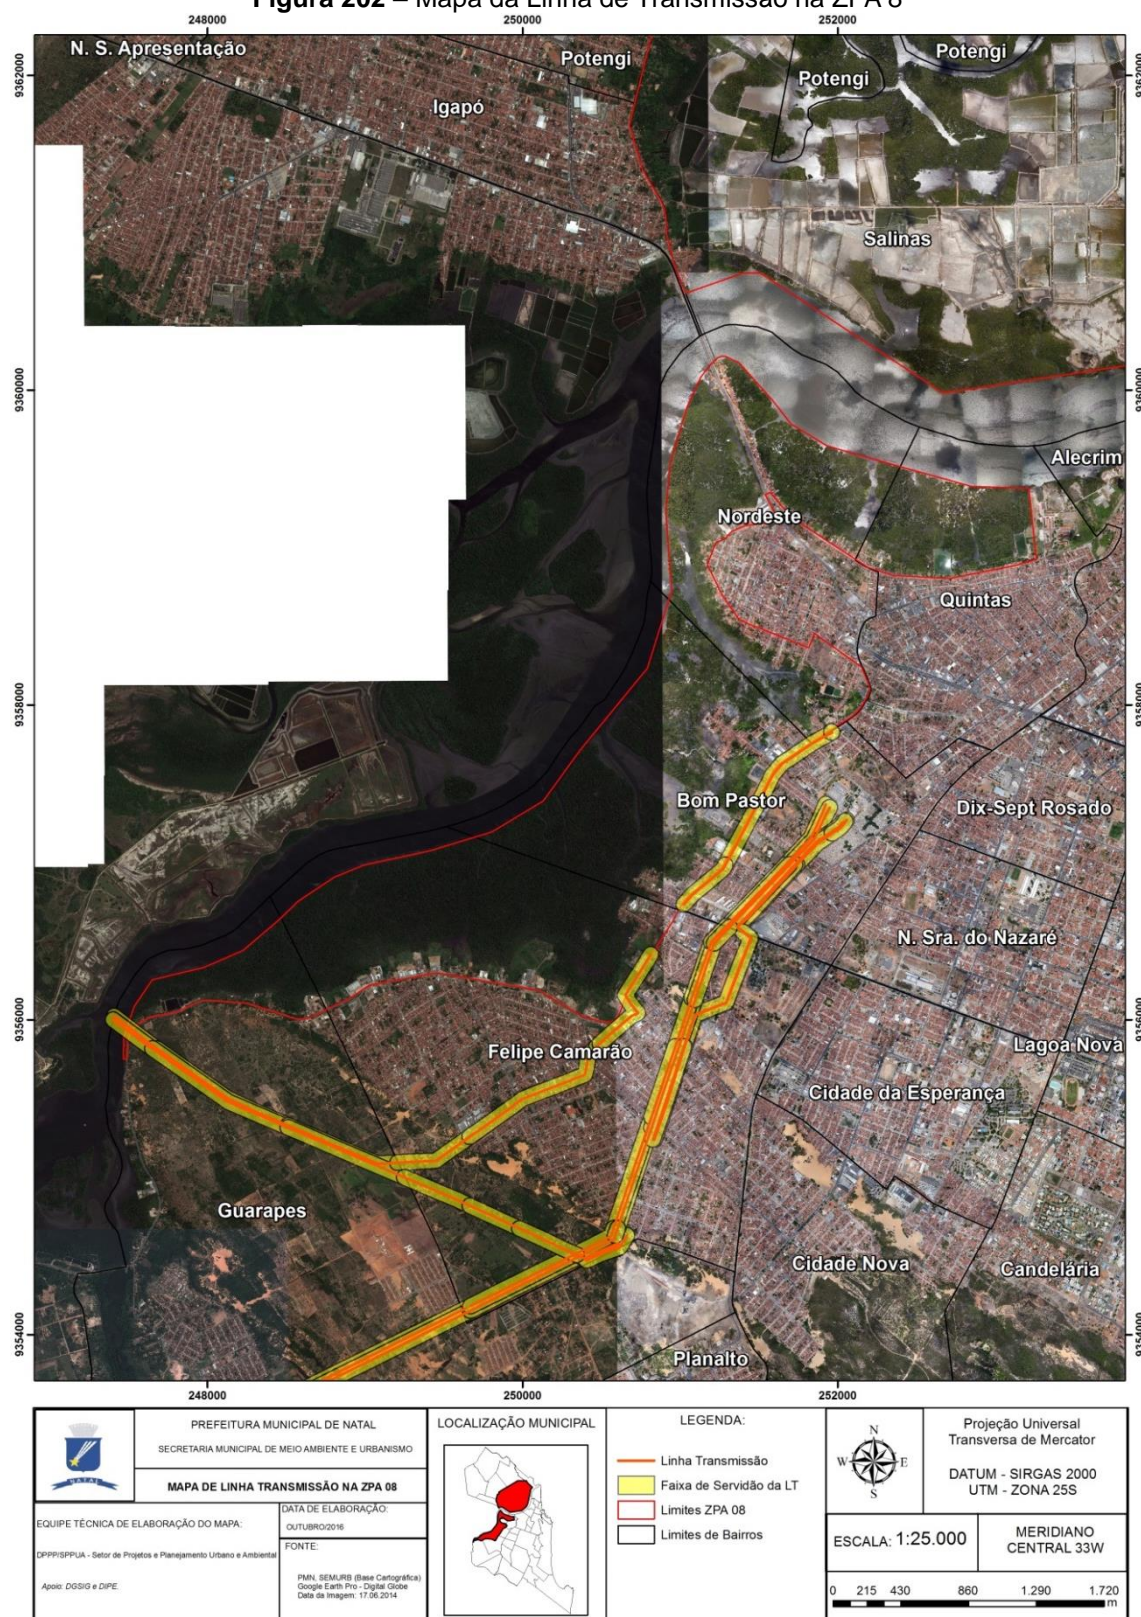 Figura 202 – Mapa da Linha de Transmissão na ZPA 8
248000 250000 252000
N. S. Apresentação
Potengi
Potengi
Potengi
Igapó
9362000
9362000
Salinas
9360000
9360000
Alecrim
Nordeste
Quintas
9358000
9358000
Bom Pastor
Dix-Sept Rosado
N. Sra. do Nazaré
9356000
9356000
Felipe Camarão
Lagoa Nova
Cidade da Esperança
Guarapes
Cidade Nova
Candelária
9354000
9354000
Planalto
248000 250000 252000
NATAL
PREFEITURA MUNICIPAL DE NATAL
SECRETARIA MUNICIPAL DE MEIO AMBIENTE E URBANISMO
MAPA DE LINHA TRANSMISSÃO NA ZPA 08
EQUIPE TÉCNICA DE ELABORAÇÃO DO MAPA:
DPPP/SPPUA - Setor de Projetos e Planejamento Urbano e Ambiental
Apoio: DGSIG e DIPE.
DATA DE ELABORAÇÃO:
OUTUBRO/2016
FONTE:
PMN, SEMURB (Base Cartográfica)
Google Earth Pro - Digital Globe
Data da Imagem: 17.06.2014
LOCALIZAÇÃO MUNICIPAL
LEGENDA:
Linha Transmissão
Faixa de Servidão da LT
Limites ZPA 08
Limites de Bairros
N
W E
S
Projeção Universal
Transversa de Mercator
DATUM - SIRGAS 2000
UTM - ZONA 25S
ESCALA: 1:25.000
MERIDIANO
CENTRAL 33W
0 215 430 860 1.290 1.720
m